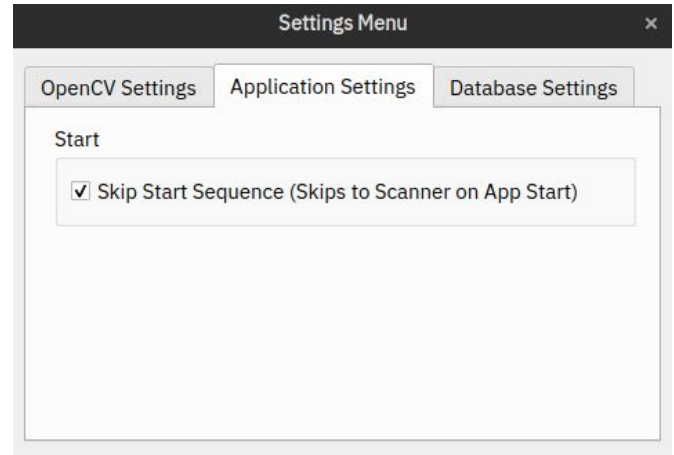 Settings Menu ×
OpenCV Settings Application Settings Database Settings
Start
Skip Start Sequence (Skips to Scanner on App Start)